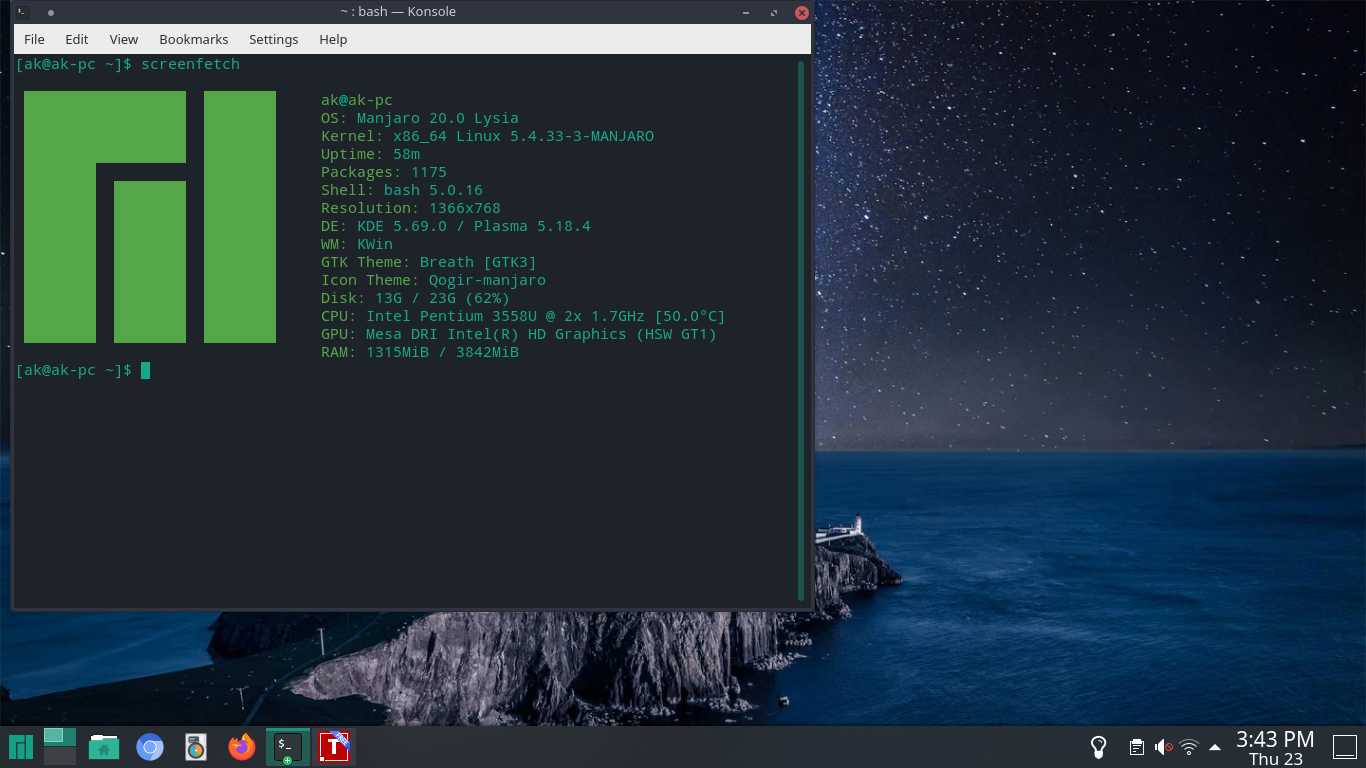 ~ : bash — Konsole
File Edit View Bookmarks Settings Help
[ak@ak-pc ~]$ screenfetch
ak@ak-pc
OS: Manjaro 20.0 Lysia
Kernel: x86_64 Linux 5.4.33-3-MANJARO
Uptime: 58m
Packages: 1175
Shell: bash 5.0.16
Resolution: 1366x768
DE: KDE 5.69.0 / Plasma 5.18.4
WM: KWin
GTK Theme: Breath [GTK3]
Icon Theme: Qogir-manjaro
Disk: 13G / 23G (62%)
CPU: Intel Pentium 3558U @ 2x 1.7GHz [50.0°C]
GPU: Mesa DRI Intel(R) HD Graphics (HSW GT1)
RAM: 1315MiB / 3842MiB
[ak@ak-pc ~]$
$_
T
3:43 PM
Thu 23